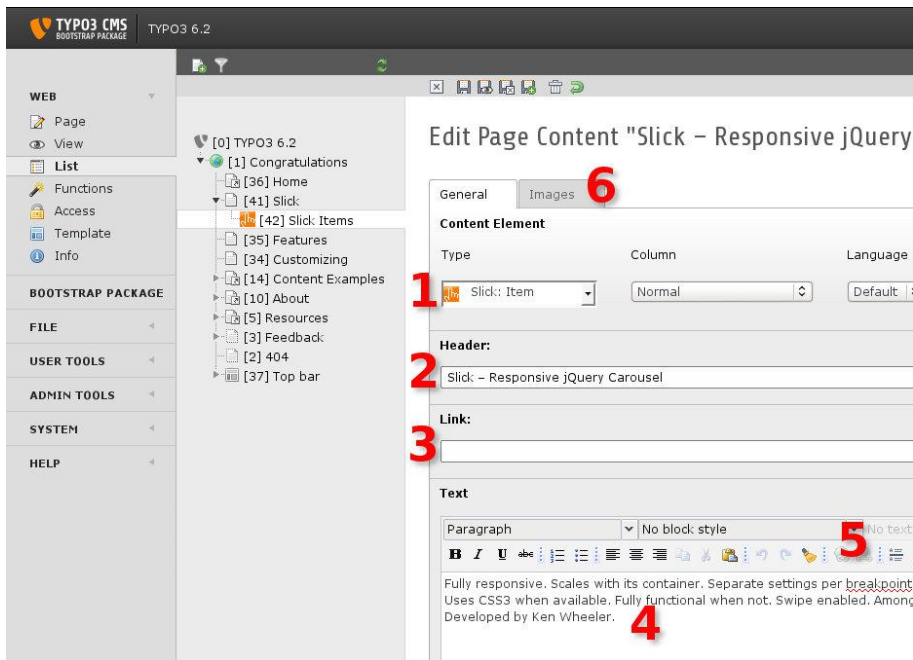 TYPO3 CMS
BOOTSTRAP PACKAGE
TYPO3 6.2
WEB
Page
View
List
Functions
Access
Template
Info
BOOTSTRAP PACKAGE
FILE
USER TOOLS
ADMIN TOOLS
SYSTEM
HELP
[0] TYPO3 6.2
[1] Congratulations
[36] Home
[41] Slick
[42] Slick Items
[35] Features
[34] Customizing
[14] Content Examples
[10] About
[5] Resources
[3] Feedback
[2] 404
[37] Top bar
Edit Page Content "Slick – Responsive jQuery
General Images 6
Content Element
Type Column Language
1 Slick: Item Normal Default
Header:
2 Slick – Responsive jQuery Carousel
Link:
3
Text
Paragraph No block style No text
B I U abc 5
Fully responsive. Scales with its container. Separate settings per breakpoint
Uses CSS3 when available. Fully functional when not. Swipe enabled. Among
Developed by Ken Wheeler. 4